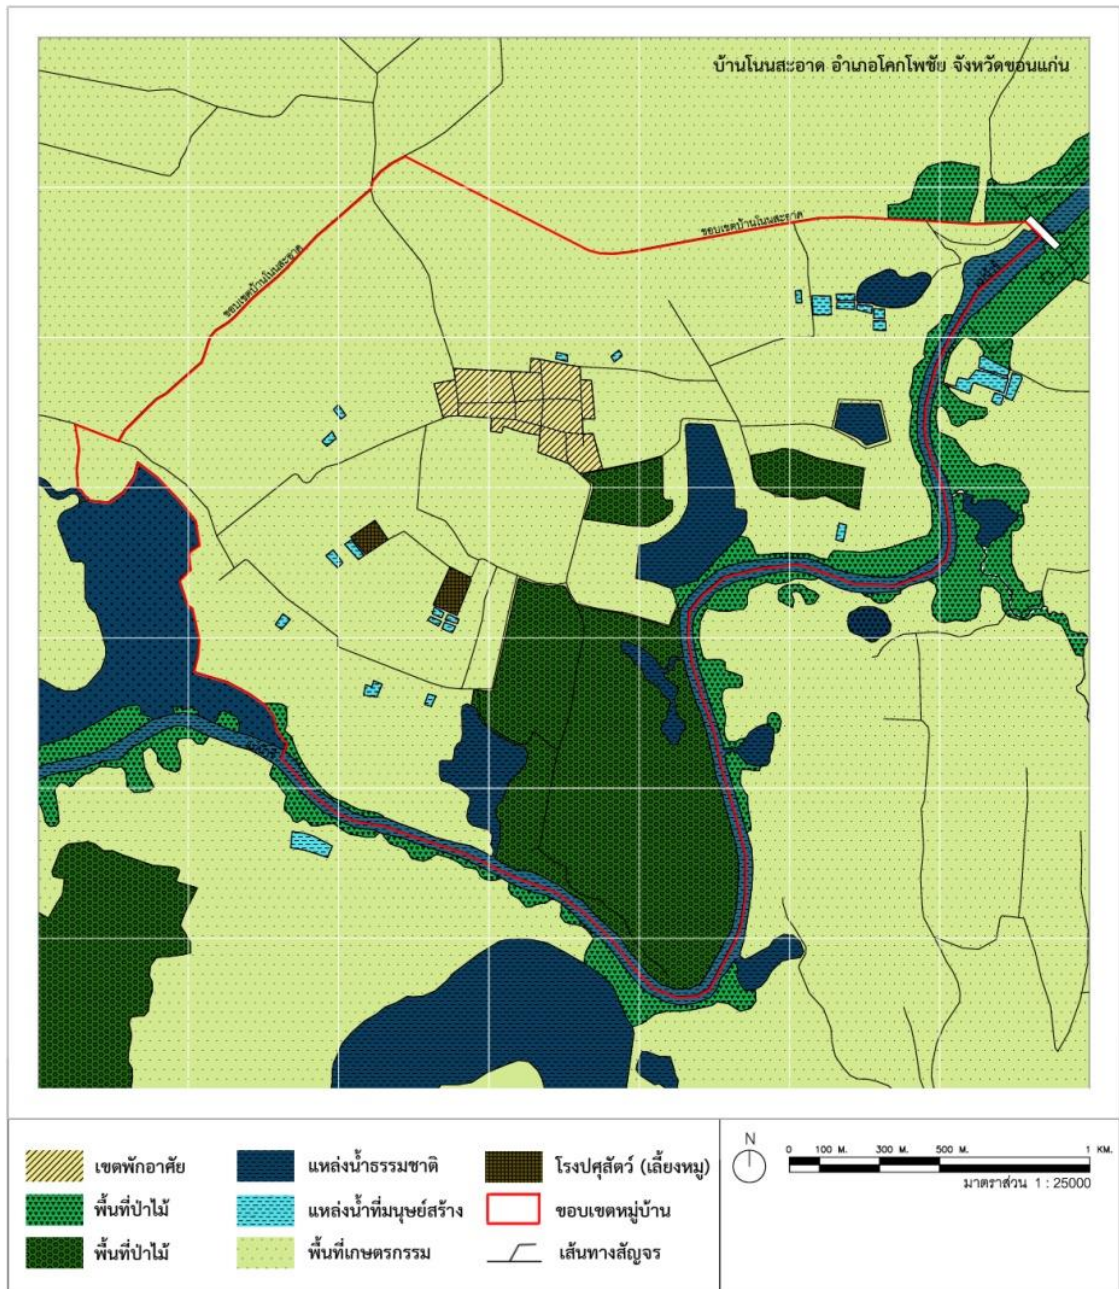 บ้านโนนสะอาด อำเภอโคกโพธิ์ชัย จังหวัดขอนแก่น
ขอบเขตบ้านโนนสะอาด
ขอบเขตบ้านโนนสะอาด
เขตพักอาศัย
พื้นที่ป่าไม้
พื้นที่ป่าไม้
แหล่งน้ำธรรมชาติ
แหล่งน้ำที่มนุษย์สร้าง
พื้นที่เกษตรกรรม
โรงปศุสัตว์ (เลี้ยงหมู)
ขอบเขตหมู่บ้าน
เส้นทางสัญจร
N
0 100 M. 300 M. 500 M. 1 KM.
มาตราส่วน 1 : 25000